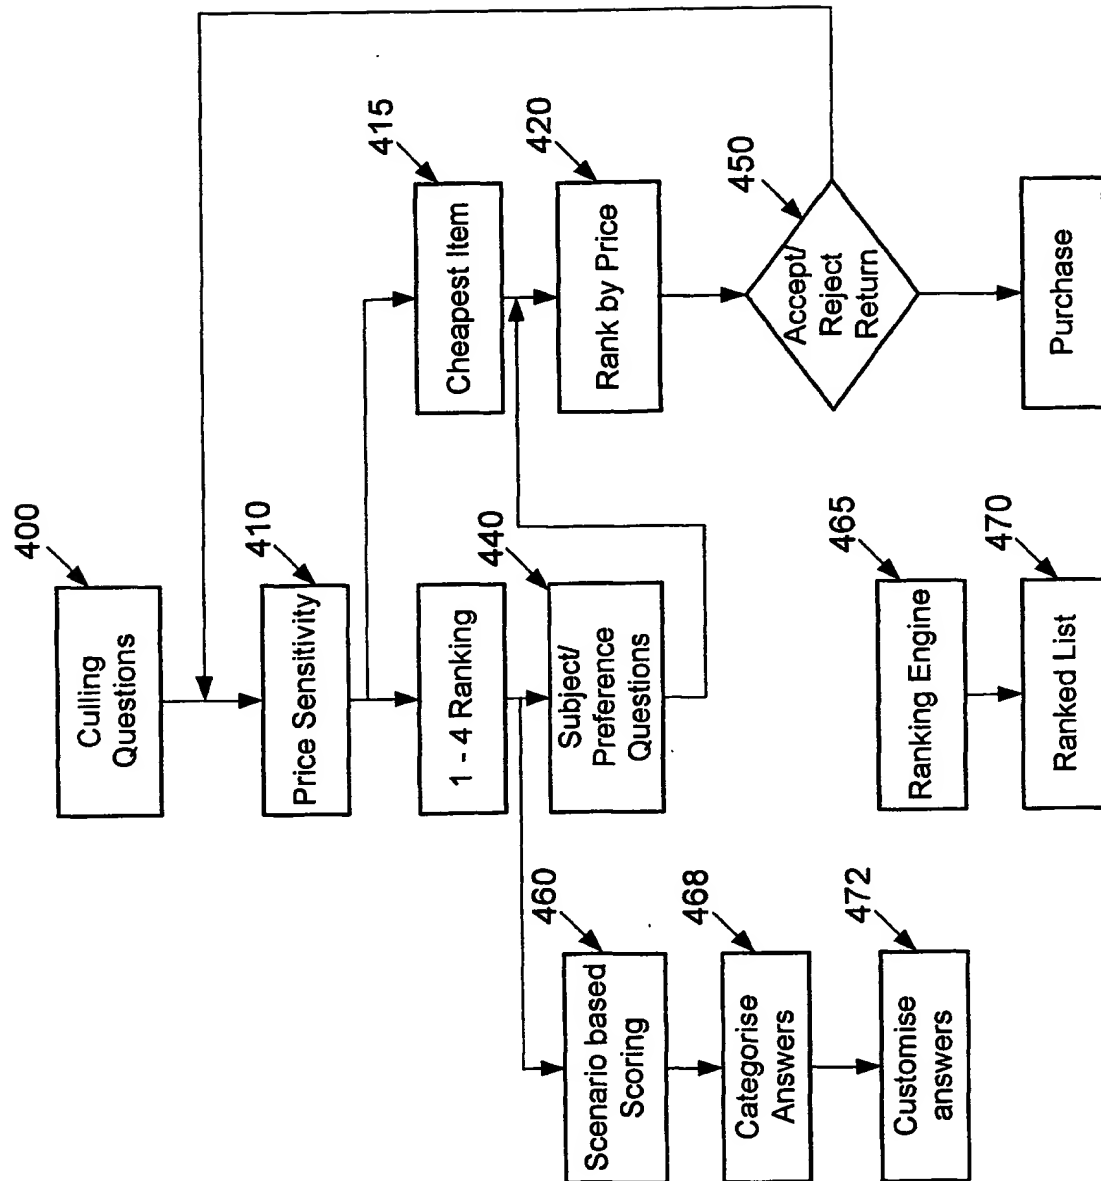 400
Culling
Questions
410
Price Sensitivity
1 - 4 Ranking
440
Subject/
Preference
Questions
415
Cheapest Item
420
Rank by Price
450
Accept/
Reject
Return
Purchase
460
Scenario based
Scoring
468
Categorise
Answers
472
Customise
answers
465
Ranking Engine
470
Ranked List